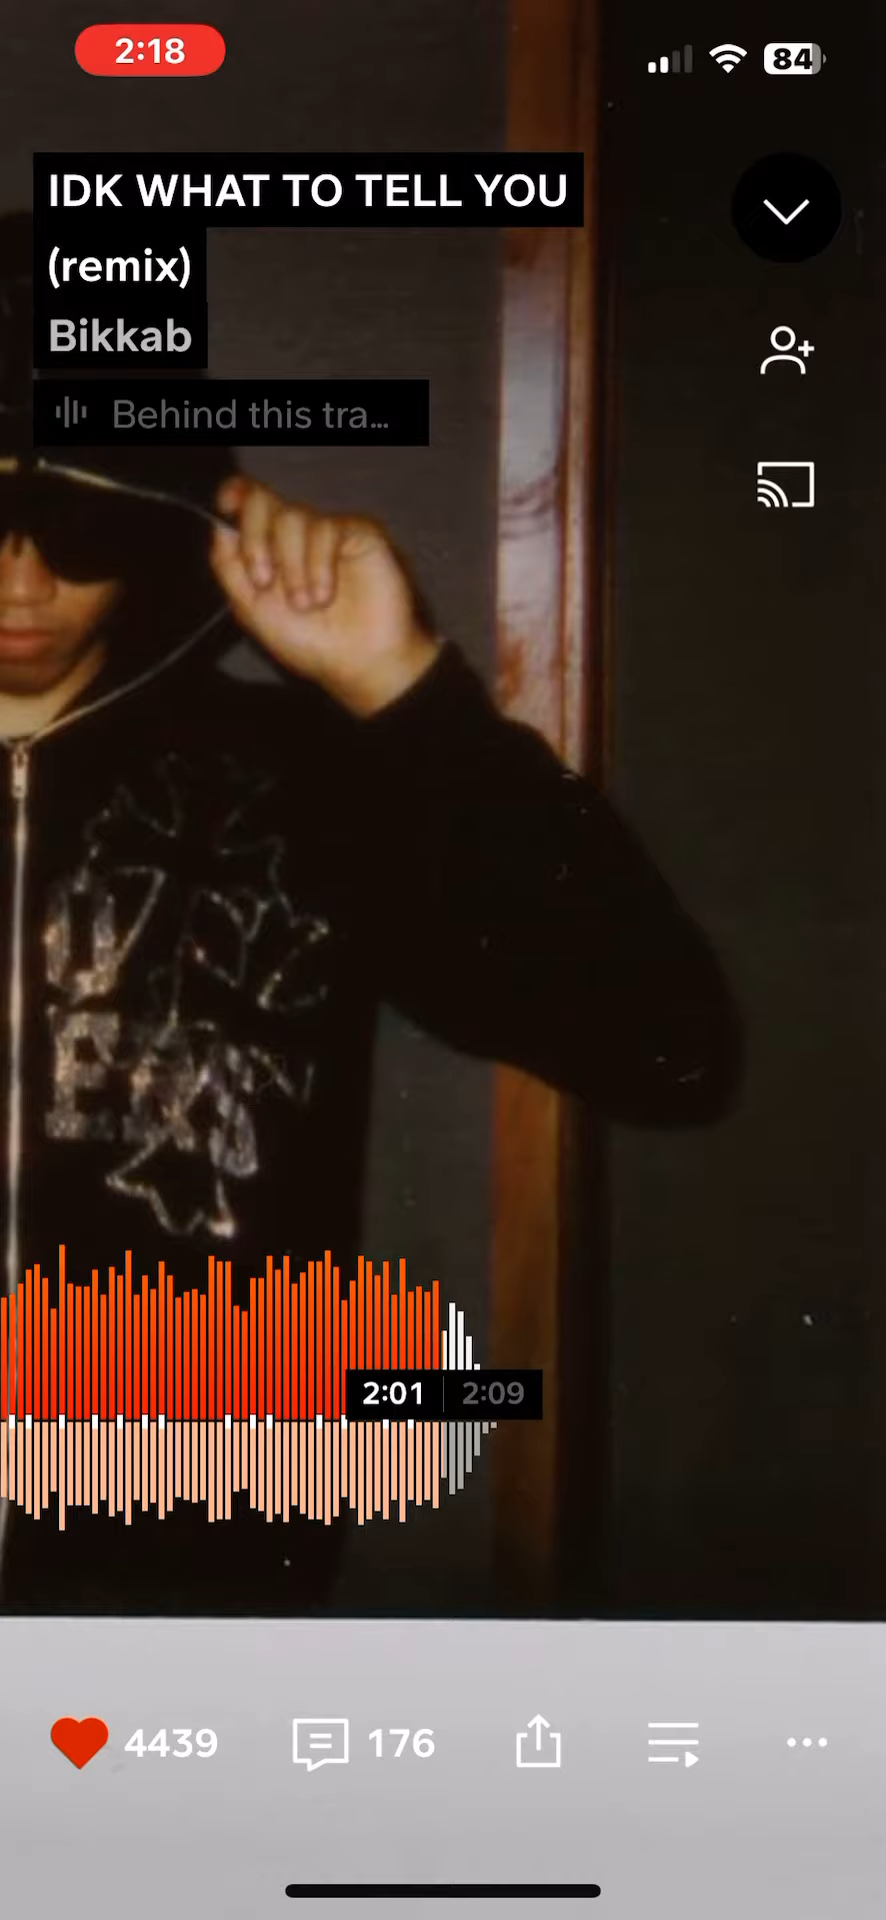 2:18
84
IDK WHAT TO TELL YOU
(remix)
Bikkab
Behind this tra...
2:01 2:09
4439 176